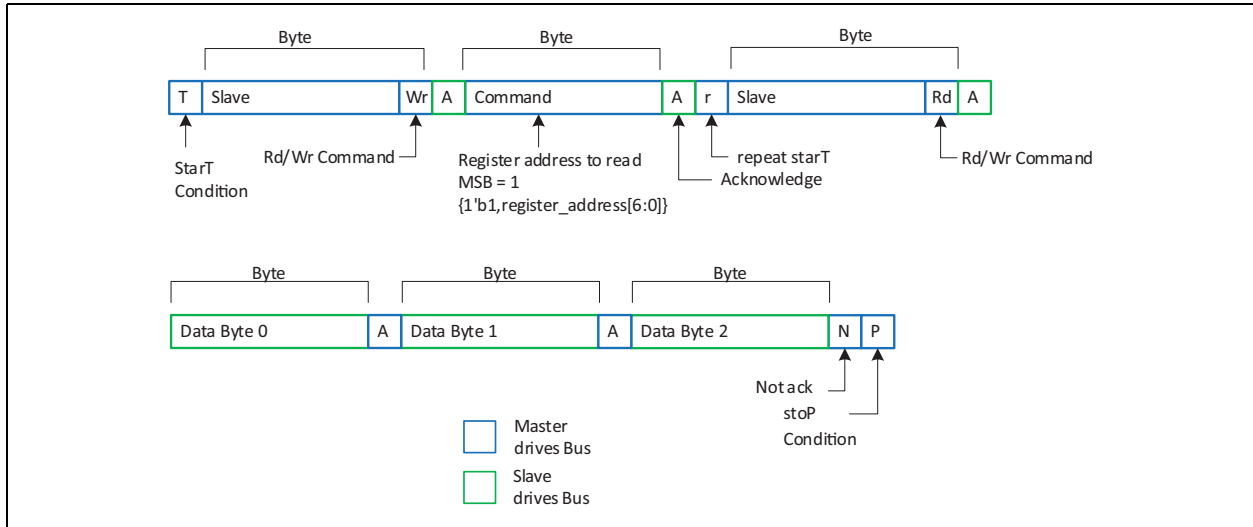 Byte Byte Byte
T Slave Wr A Command A r Slave Rd A
StarT
Condition
Rd/Wr Command
Register address to read
MSB = 1
{1'b1,register_address[6:0]}
repeat starT
Acknowledge
Rd/Wr Command
Byte Byte Byte
Data Byte 0 A Data Byte 1 A Data Byte 2 N P
Not ack
stoP
Condition
Master
drives Bus
Slave
drives Bus